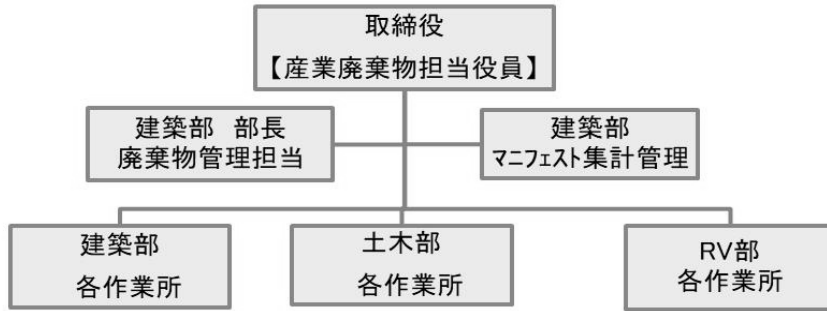 取締役
【産業廃棄物担当役員】
建築部　部長
廃棄物管理担当
建築部
マニフェスト集計管理
建築部
各作業所
土木部
各作業所
RV部
各作業所